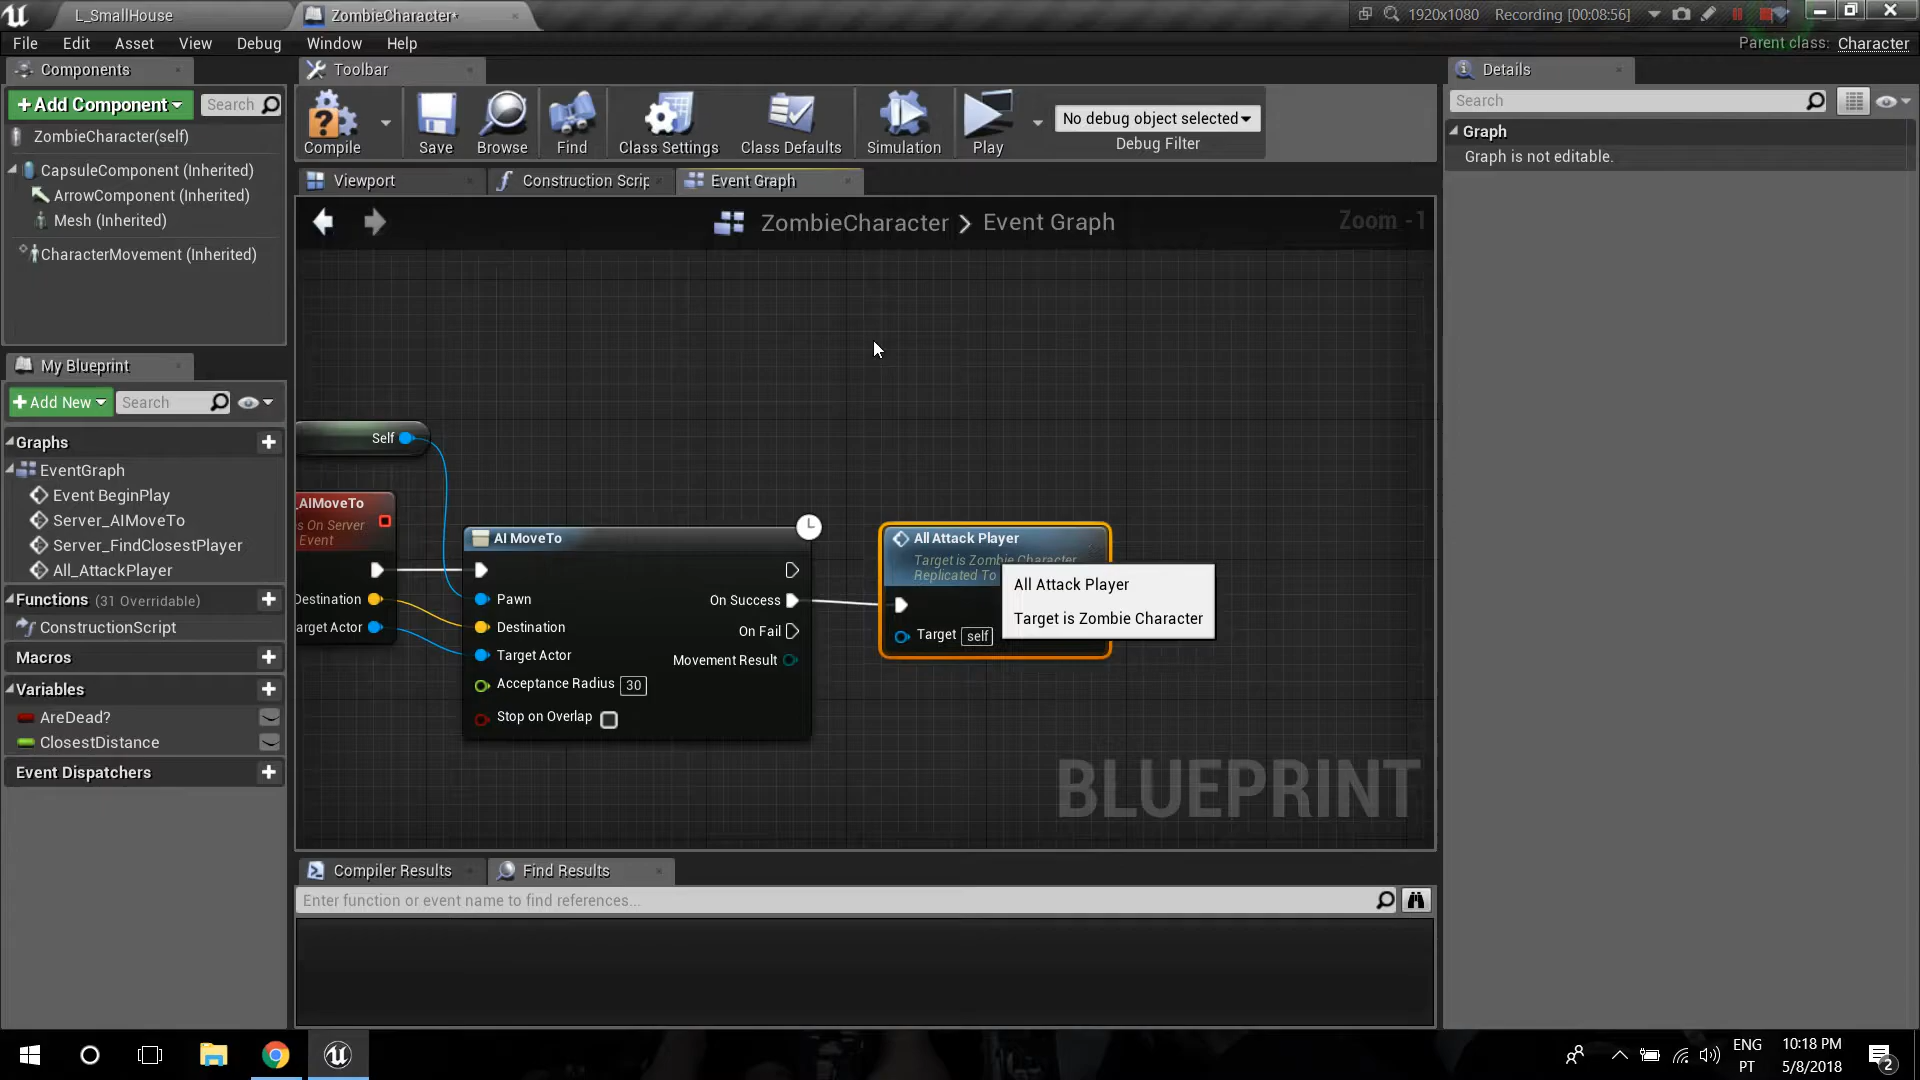 L_SmallHouse
ZombieCharacter*
1920x1080
Recording [00:08:56]
File Edit Asset View Debug Window Help
Parent class: Character
Components
Toolbar
Details
+Add Component
Search
ZombieCharacter(self)
CapsuleComponent (Inherited)
ArrowComponent (Inherited)
Mesh (Inherited)
CharacterMovement (Inherited)
Compile
Save
Browse
Find
Class Settings
Class Defaults
Simulation
Play
No debug object selected
Debug Filter
Search
Graph
Graph is not editable.
Viewport
Construction Scrip
Event Graph
ZombieCharacter > Event Graph
Zoom -1
My Blueprint
+Add New
Search
Graphs
EventGraph
Event BeginPlay
Server_AIMoveTo
Server_FindClosestPlayer
All_AttackPlayer
Functions (31 Overridable)
ConstructionScript
Macros
Variables
AreDead?
ClosestDistance
Event Dispatchers
Self
_AIMoveTo
s On Server
Event
Destination
arget Actor
AI MoveTo
Pawn
Destination
Target Actor
Acceptance Radius 30
Stop on Overlap
On Success
On Fail
Movement Result
All Attack Player
Target is Zombie Character
Replicated To
Target self
All Attack Player
Target is Zombie Character
BLUEPRINT
Compiler Results
Find Results
Enter function or event name to find references...
ENG
PT
10:18 PM
5/8/2018
2